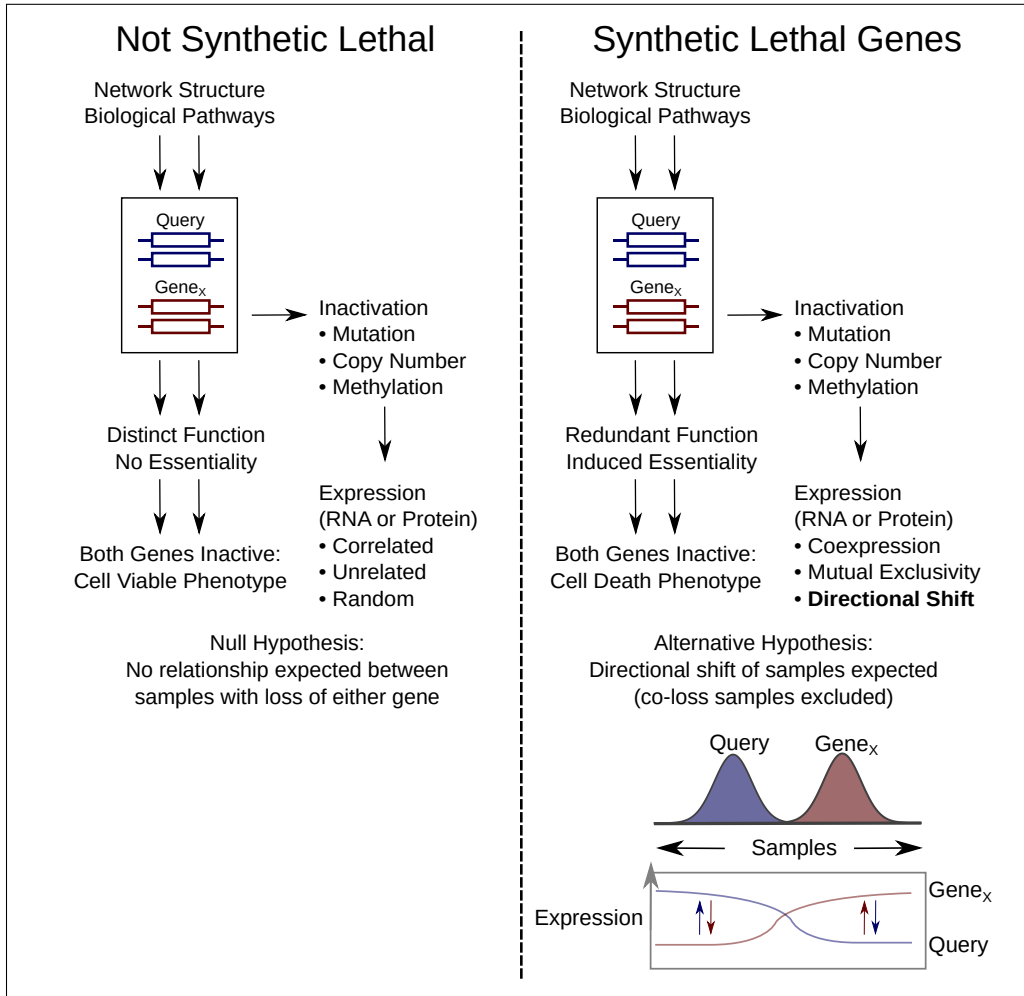 Not Synthetic Lethal
Network Structure
Biological Pathways
Query
GeneX
Inactivation
• Mutation
• Copy Number
• Methylation
Distinct Function
No Essentiality
Expression
(RNA or Protein)
• Correlated
• Unrelated
• Random
Both Genes Inactive:
Cell Viable Phenotype
Null Hypothesis:
No relationship expected between
samples with loss of either gene
Synthetic Lethal Genes
Network Structure
Biological Pathways
Query
GeneX
Inactivation
• Mutation
• Copy Number
• Methylation
Redundant Function
Induced Essentiality
Expression
(RNA or Protein)
• Coexpression
• Mutual Exclusivity
• Directional Shift
Both Genes Inactive:
Cell Death Phenotype
Alternative Hypothesis:
Directional shift of samples expected
(co-loss samples excluded)
Query
GeneX
Samples
Expression
GeneX
Query